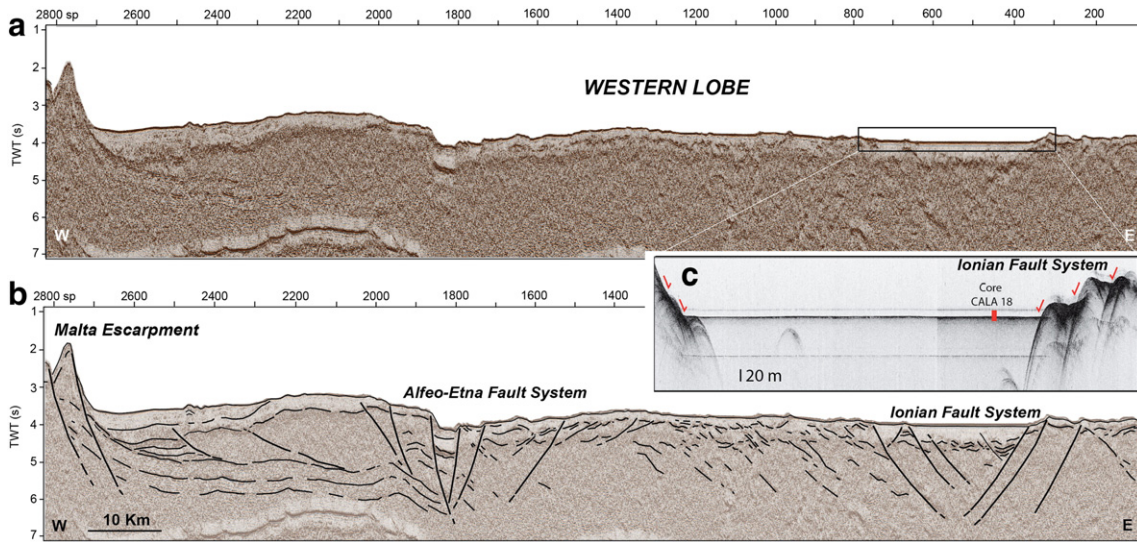 a
2800 sp 2600 2400 2200 2000 1800 1600 1400 1200 1000 800 600 400 200
1
2
3
4
5
6
7
TWT (s)
WESTERN LOBE
W
E
b
2800 sp 2600 2400 2200 2000 1800 1600 1400
1
2
3
4
5
6
7
TWT (s)
Malta Escarpment
Alfeo-Etna Fault System
Ionian Fault System
W
10 Km
E
c
Ionian Fault System
Core
CALA 18
20 m